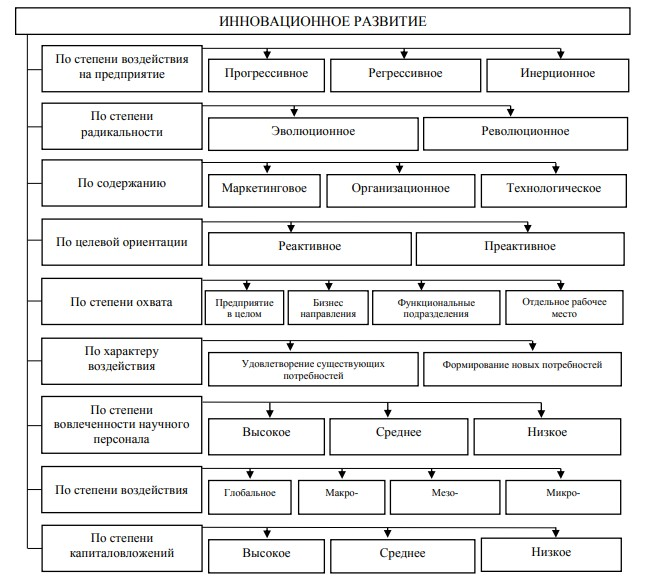 ИННОВАЦИОННОЕ РАЗВИТИЕ
По степени воздействия
на предприятие
Прогрессивное
Регрессивное
Инерционное
По степени
радикальности
Эволюционное
Революционное
По содержанию
Маркетинговое
Организационное
Технологическое
По целевой ориентации
Реактивное
Преактивное
По степени охвата
Предприятие
в целом
Бизнес
направления
Функциональные
подразделения
Отдельное рабочее
место
По характеру
воздействия
Удовлетворение существующих
потребностей
Формирование новых потребностей
По степени
вовлеченности научного
персонала
Высокое
Среднее
Низкое
По степени воздействия
Глобальное
Макро-
Мезо-
Микро-
По степени
капиталовложений
Высокое
Среднее
Низкое